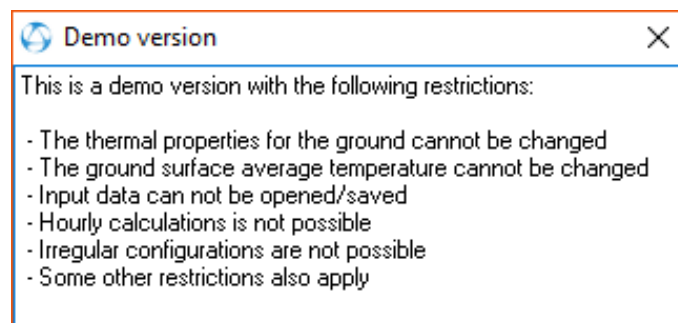 Demo version
This is a demo version with the following restrictions:
- The thermal properties for the ground cannot be changed
- The ground surface average temperature cannot be changed
- Input data can not be opened/saved
- Hourly calculations is not possible
- Irregular configurations are not possible
- Some other restrictions also apply